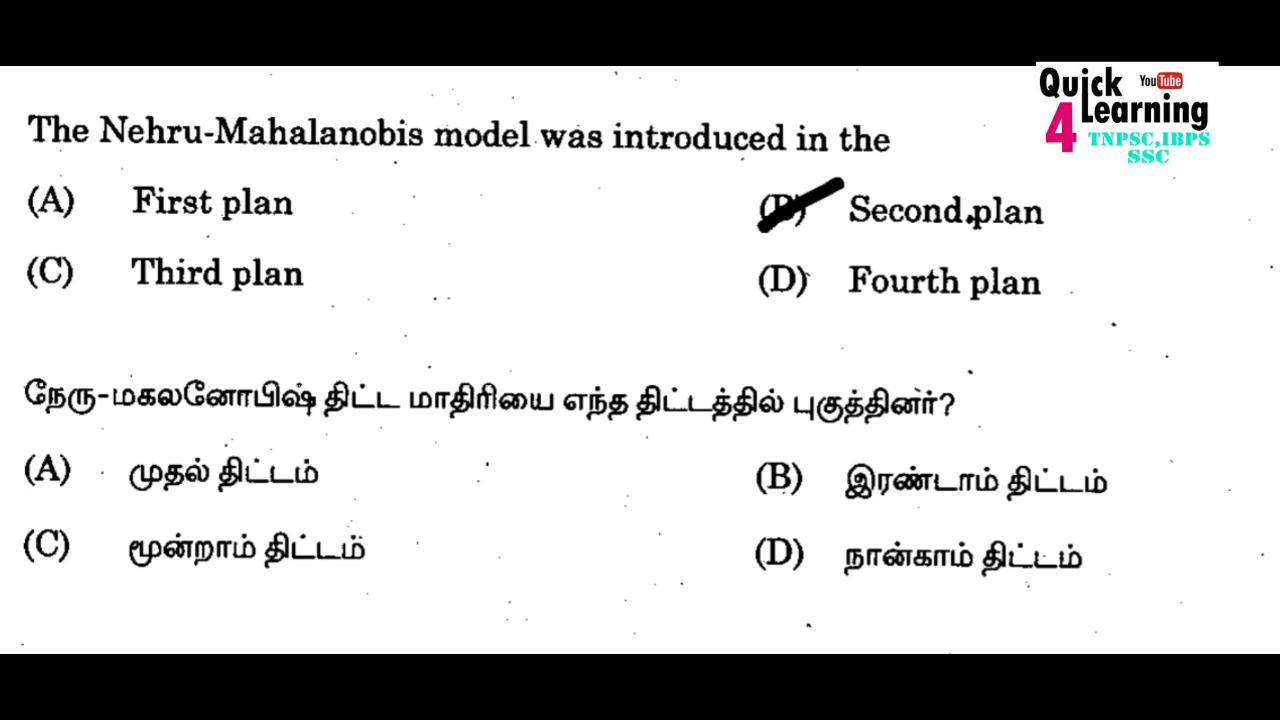 Quick YouTube
4 Learning
TNPSC,IBPS
SSC
The Nehru-Mahalanobis model was introduced in the
(A) First plan (B) Second plan
(C) Third plan (D) Fourth plan
நேரு-மகலனோபிஷ் திட்ட மாதிரியை எந்த திட்டத்தில் புகுத்தினர்?
(A) முதல் திட்டம் (B) இரண்டாம் திட்டம்
(C) மூன்றாம் திட்டம் (D) நான்காம் திட்டம்